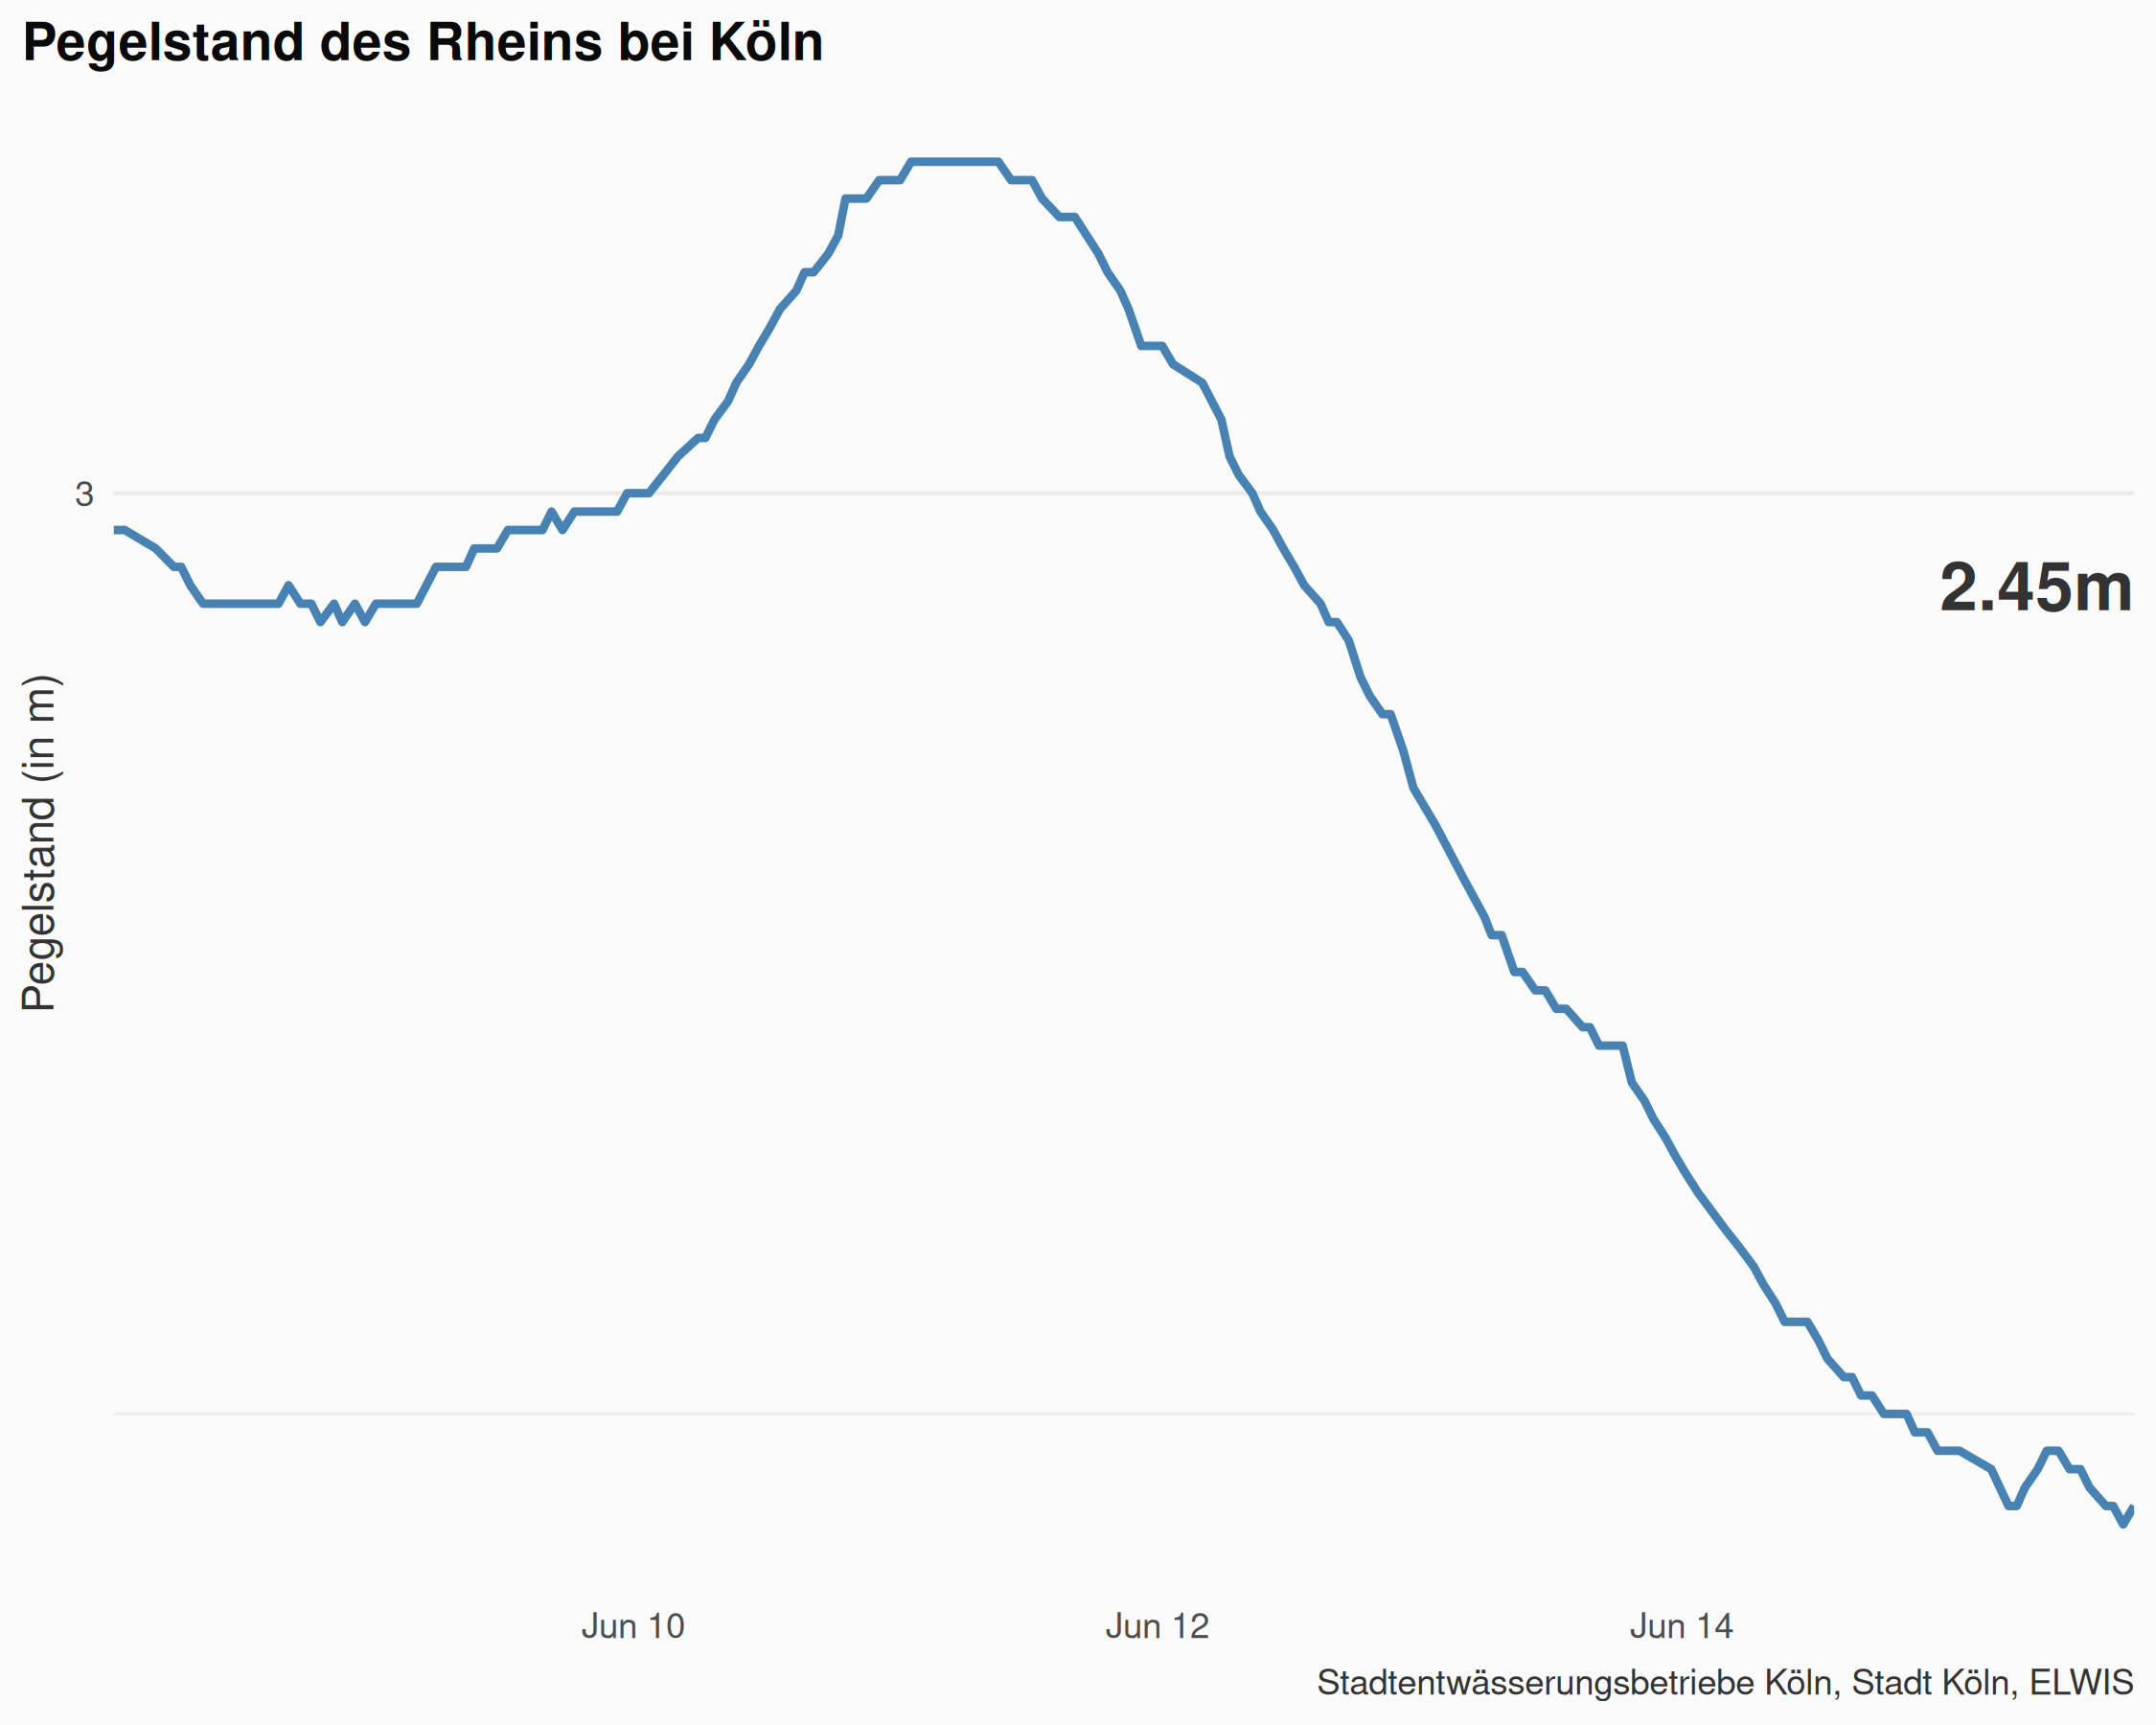 Pegelstand des Rheins bei Köln
3
2.45m
Pegelstand (in m)
Jun 10
Jun 12
Jun 14
Stadtentwässerungsbetriebe Köln, Stadt Köln, ELWIS